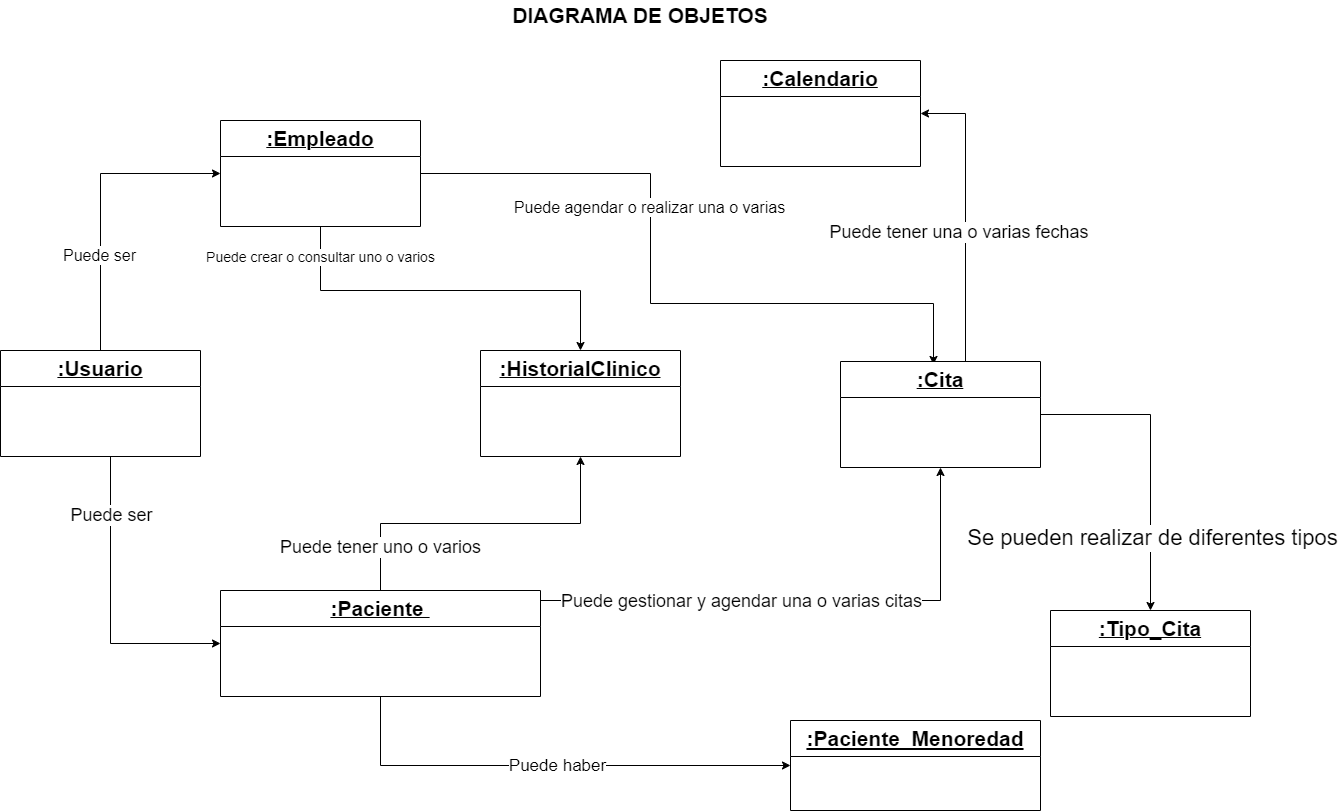 DIAGRAMA DE OBJETOS
:Calendario
:Empleado
Puede agendar o realizar una o varias
Puede tener una o varias fechas
Puede ser
Puede crear o consultar uno o varios
:Usuario
:HistorialClinico
:Cita
Puede ser
Se pueden realizar de diferentes tipos
Puede tener uno o varios
Puede gestionar y agendar una o varias citas
:Paciente
:Tipo_Cita
:Paciente_Menoredad
Puede haber